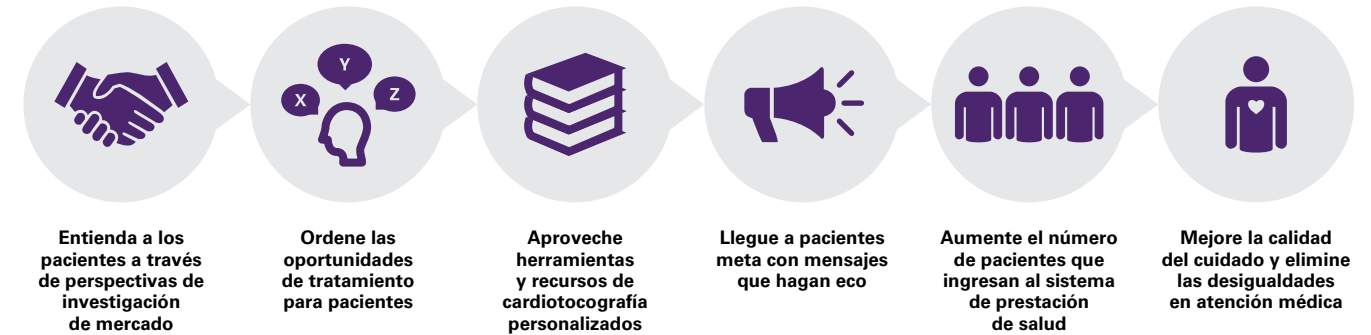 X
Y
Z
Entienda a los
pacientes a través
de perspectivas de
investigación
de mercado
Ordene las
oportunidades
de tratamiento
para pacientes
Aproveche
herramientas
y recursos de
cardiotocografía
personalizados
Llegue a pacientes
meta con mensajes
que hagan eco
Aumente el número
de pacientes que
ingresan al sistema
de prestación
de salud
Mejore la calidad
del cuidado y elimine
las desigualdades
en atención médica